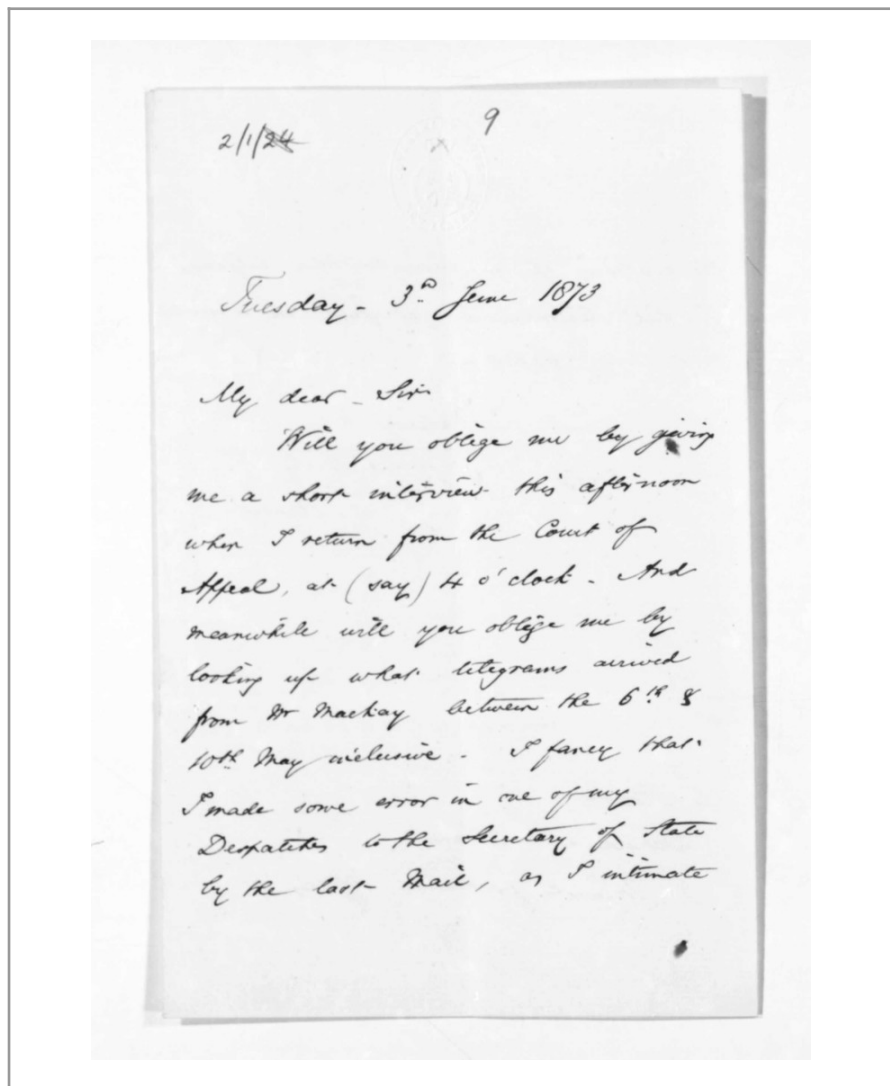 9
2/1/24
Tuesday - 3d June 1873
My dear - Sir
Will you oblige me by giving
me a short interview this afternoon
when I return from the Court of
Appeal, at (say) 4 o'clock. And
meanwhile will you oblige me by
looking up what telegrams arrived
from Mr Mackay between the 6th &
10th May inclusive. I fancy that
I made some error in one of my
Despatches to the Secretary of State
by the last Mail, as I intimate